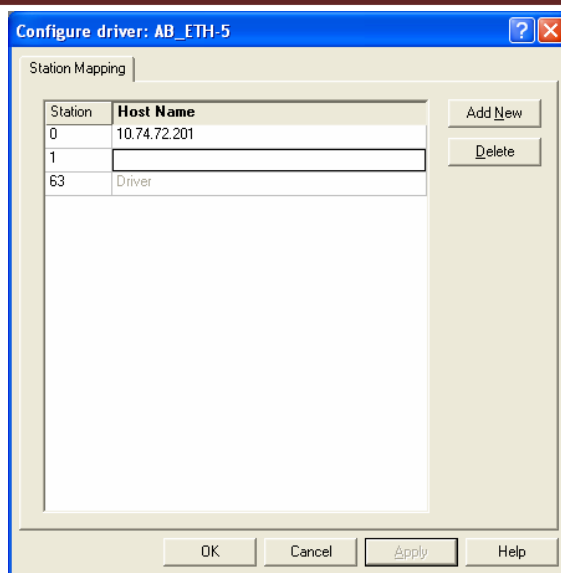 Configure driver: AB_ETH-5
Station Mapping
Station Host Name
0 10.74.72.201
1
63 Driver
Add New
Delete
OK Cancel Apply Help